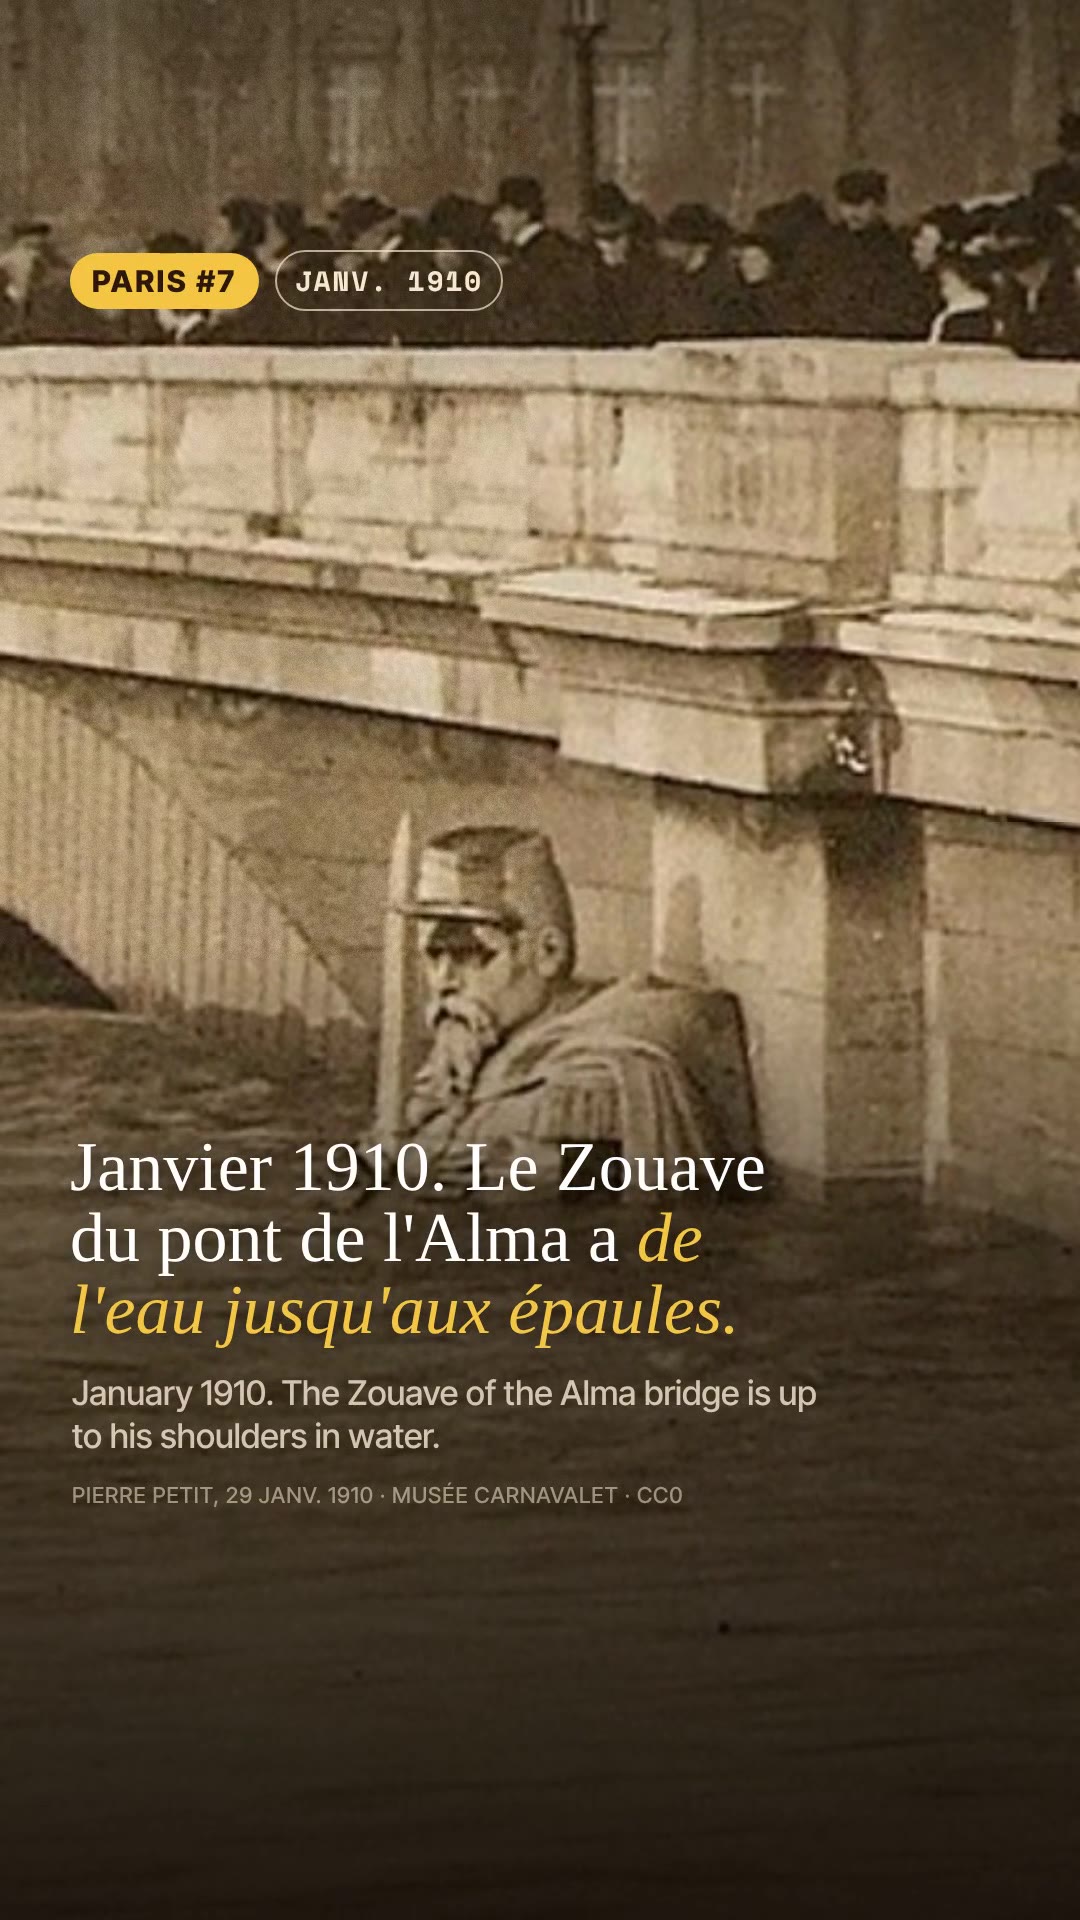 PARIS #7
JANV. 1910
Janvier 1910. Le Zouave
du pont de l'Alma a de
l'eau jusqu'aux épaules.
January 1910. The Zouave of the Alma bridge is up
to his shoulders in water.
PIERRE PETIT, 29 JANV. 1910 · MUSÉE CARNAVALET · CC0